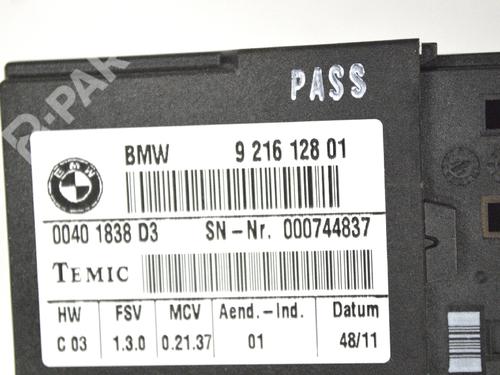 PASS
BMW 9 216 128 01
BMW
0040 1838 D3 SN-Nr. 000744837
TEMIC
HW FSV MCV Aend.-Ind. Datum
C 03 1.3.0 0.21.37 01 48/11